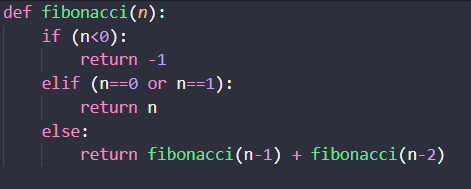 def fibonacci(n):
    if (n<0):
        return -1
    elif (n==0 or n==1):
        return n
    else:
        return fibonacci(n-1) + fibonacci(n-2)